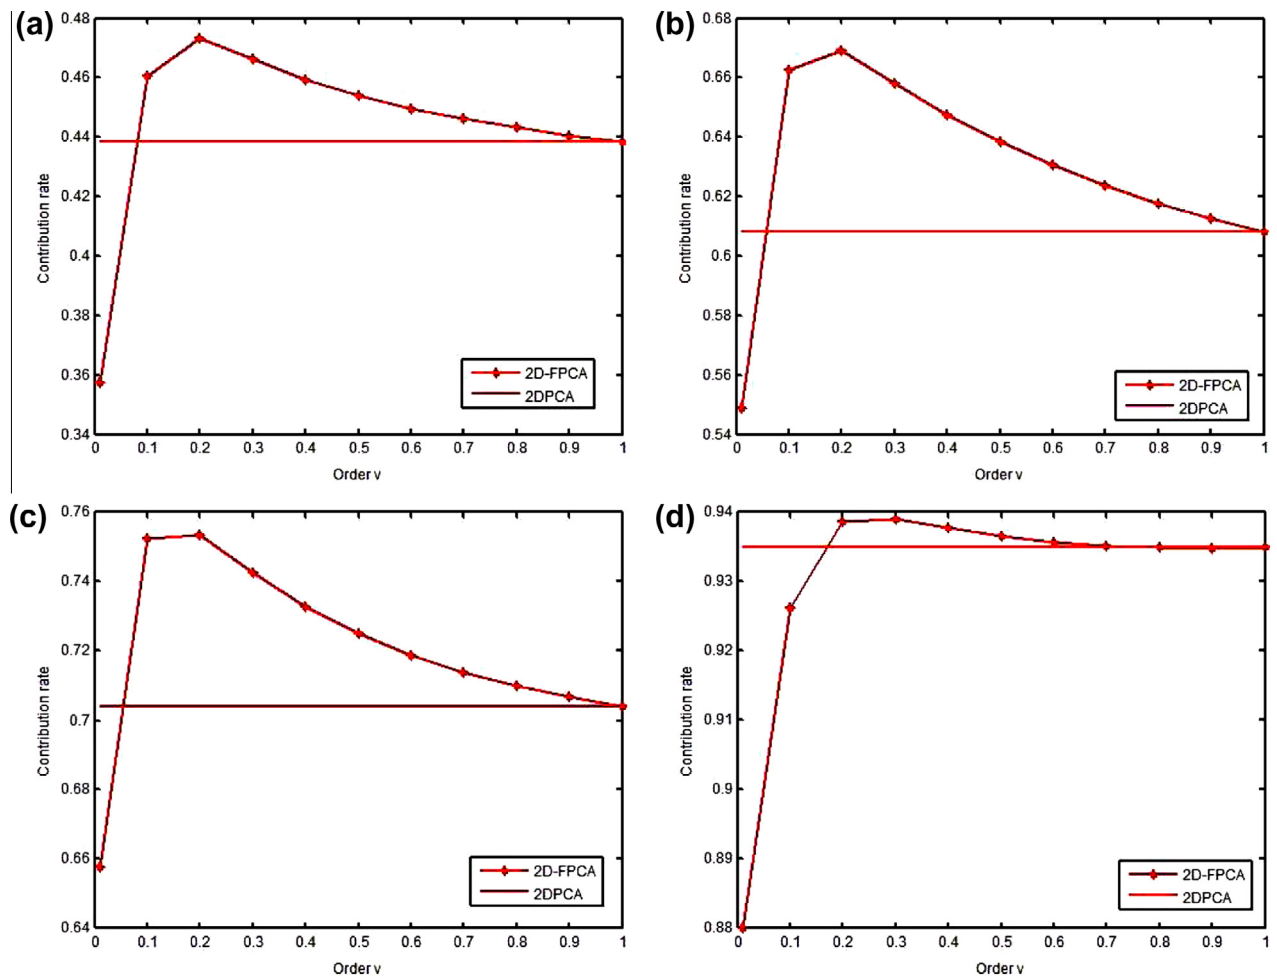 (a)
0.48
0.46
0.44
0.42
0.4
0.38
0.36
0.34
Contribution rate
2D-FPCA
2DPCA
0 0.1 0.2 0.3 0.4 0.5 0.6 0.7 0.8 0.9 1
Order v
(b)
0.68
0.66
0.64
0.62
0.6
0.58
0.56
0.54
Contribution rate
2D-FPCA
2DPCA
0 0.1 0.2 0.3 0.4 0.5 0.6 0.7 0.8 0.9 1
Order v
(c)
0.76
0.74
0.72
0.7
0.68
0.66
0.64
Contribution rate
2D-FPCA
2DPCA
0 0.1 0.2 0.3 0.4 0.5 0.6 0.7 0.8 0.9 1
Order v
(d)
0.94
0.93
0.92
0.91
0.9
0.89
0.88
Contribution rate
2D-FPCA
2DPCA
0 0.1 0.2 0.3 0.4 0.5 0.6 0.7 0.8 0.9 1
Order v